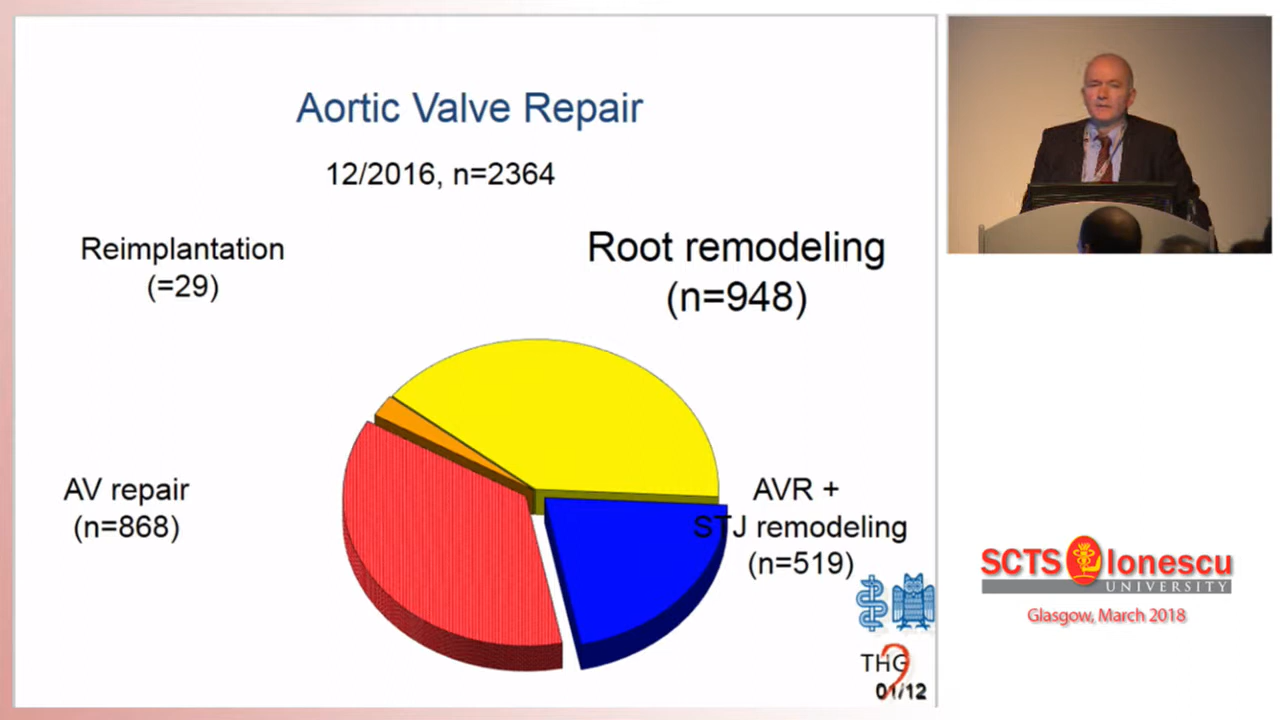 Aortic Valve Repair
12/2016, n=2364
Reimplantation
(=29)
Root remodeling
(n=948)
AV repair
(n=868)
AVR +
STJ remodeling
(n=519)
THG
01/12
SCTS Ionescu
UNIVERSITY
Glasgow, March 2018